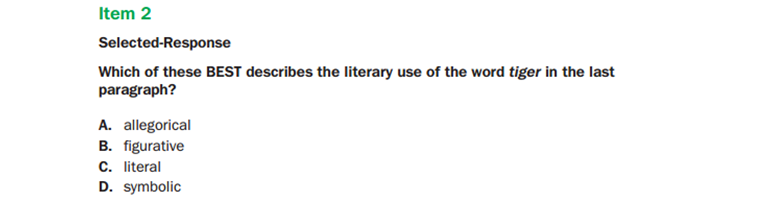 Item 2
Selected-Response
Which of these BEST describes the literary use of the word tiger in the last
paragraph?
A. allegorical
B. figurative
C. literal
D. symbolic